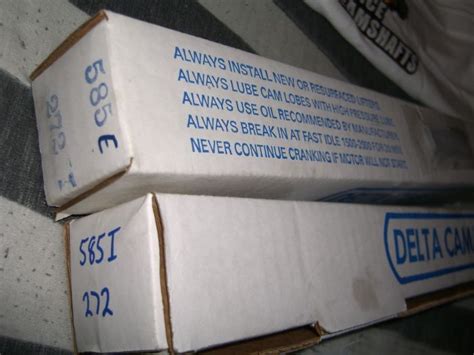 CAMSHAFTS
585 E
272
ALWAYS INSTALL NEW OR RESURFACED LIFTERS
ALWAYS LUBE CAM LOBES WITH HIGH PRESSURE LUBE
ALWAYS USE OIL RECOMMENDED BY MANUFACTURER
ALWAYS BREAK IN AT FAST IDLE 1500-2000 FOR 20 MIN
NEVER CONTINUE CRANKING IF MOTOR WILL NOT START
585I
272
DELTA CAM